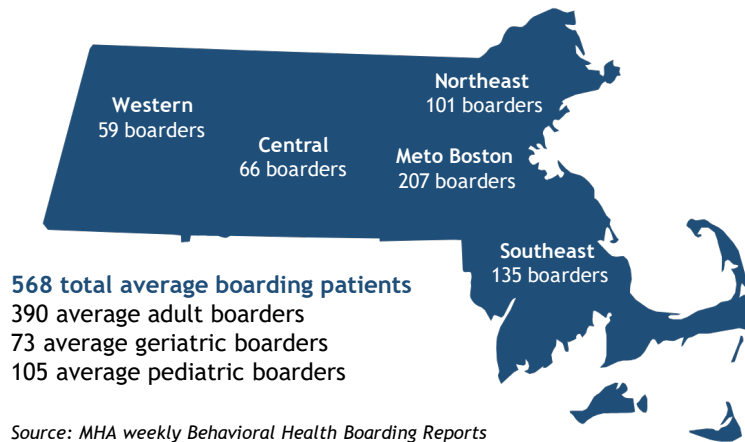 Northeast
101 boarders
Western
59 boarders
Central
66 boarders
Meto Boston
207 boarders
Southeast
135 boarders
568 total average boarding patients
390 average adult boarders
73 average geriatric boarders
105 average pediatric boarders
Source: MHA weekly Behavioral Health Boarding Reports